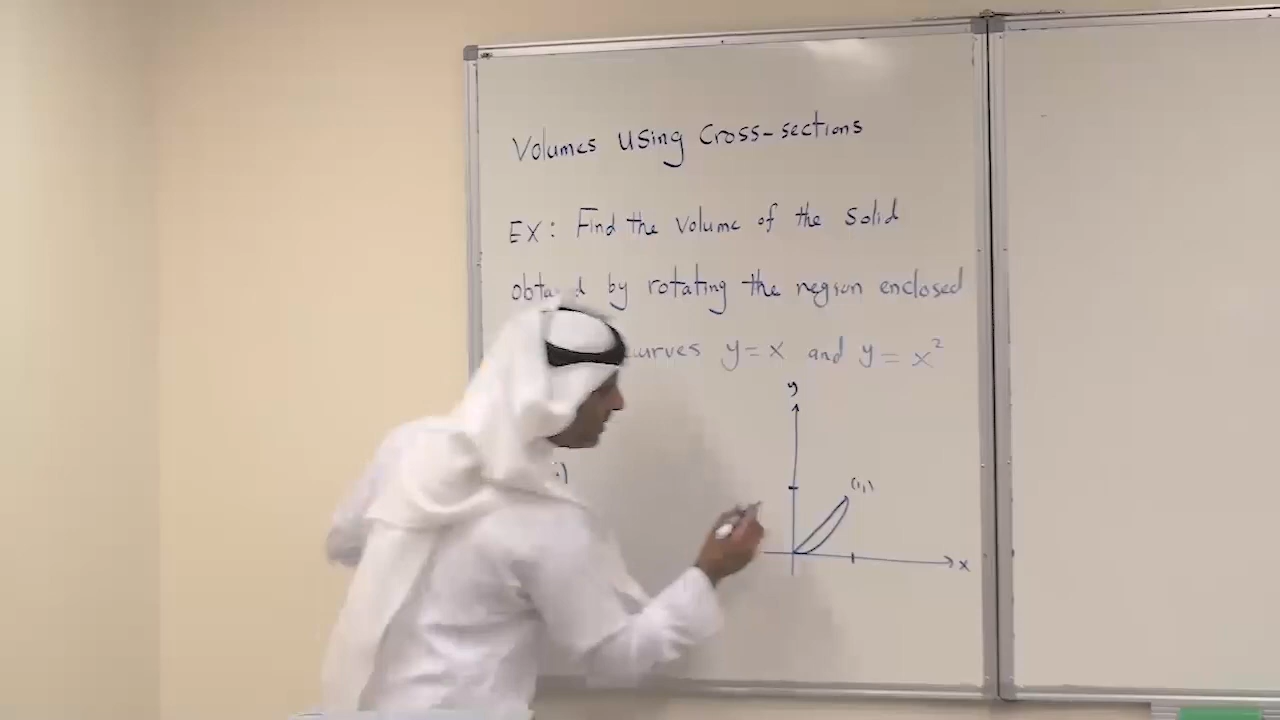 Volumes Using Cross-sections
EX: Find the Volume of the Solid
by rotating the region enclosed
curves y = x and y = x²
y
(1,1)
x